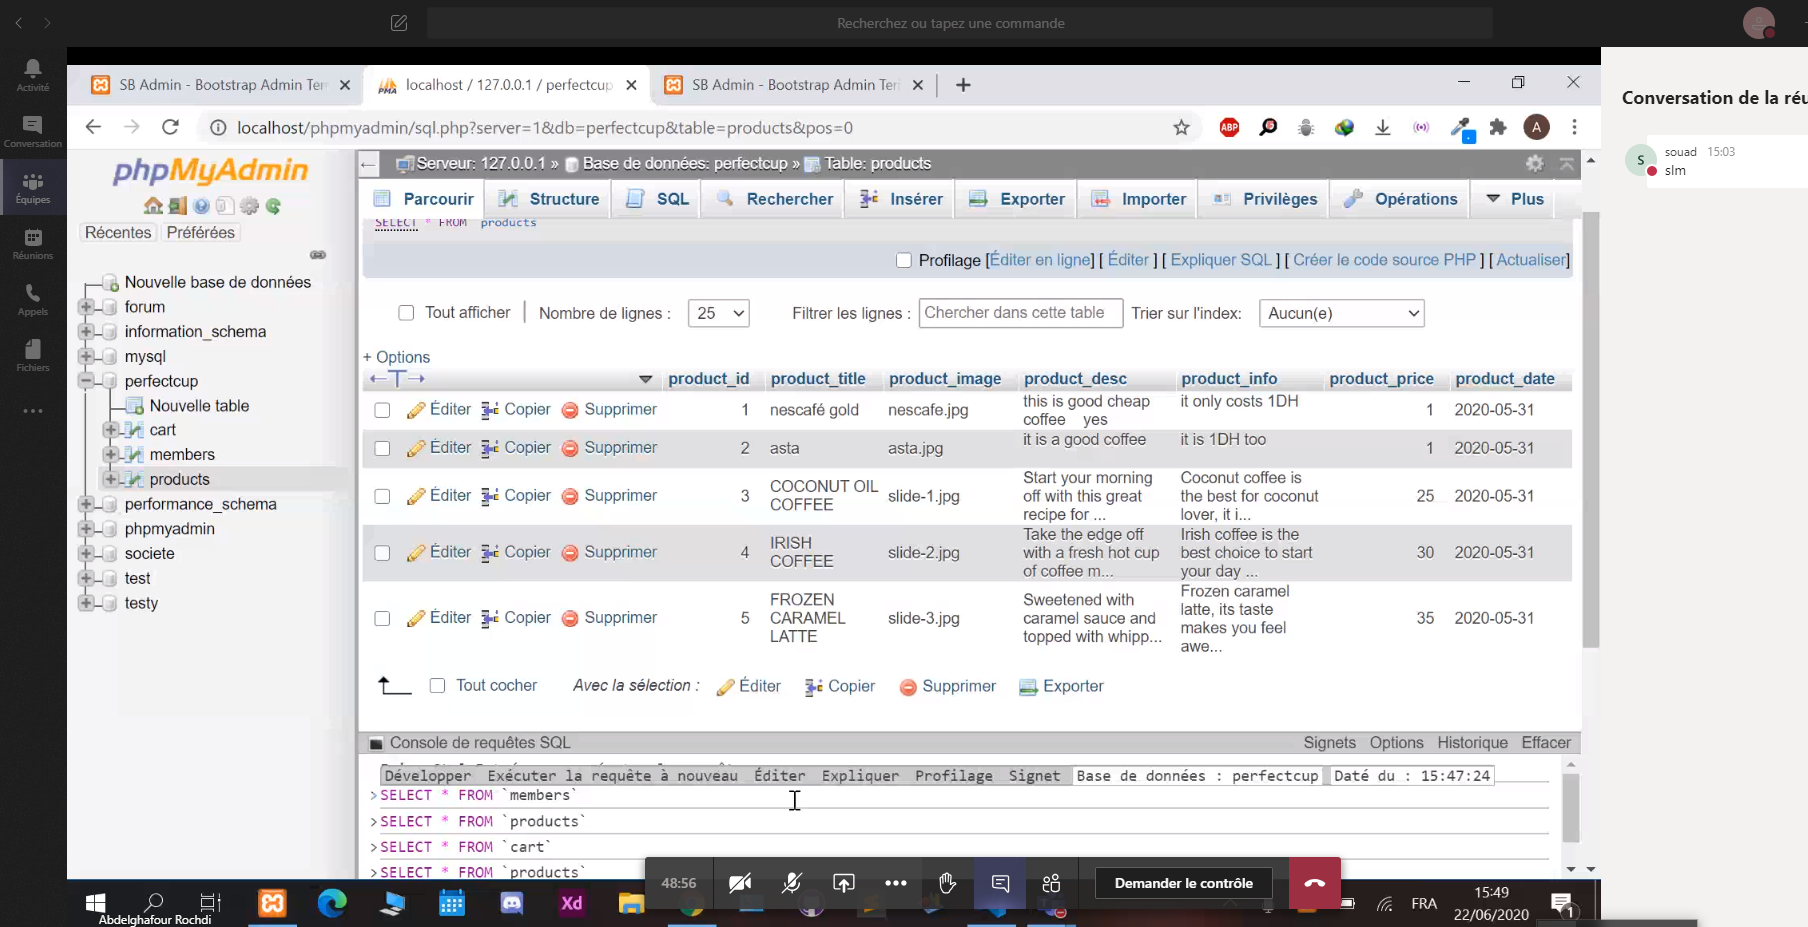 Recherchez ou tapez une commande
Activité
Conversation
Équipes
Réunions
Appels
Fichiers
SB Admin - Bootstrap Admin Tem
localhost / 127.0.0.1 / perfectcup
SB Admin - Bootstrap Admin Tem
localhost/phpmyadmin/sql.php?server=1&db=perfectcup&table=products&pos=0
ABP
A
Conversation de la réu
S
souad 15:03
slm
phpMyAdmin
Récentes Préférées
Nouvelle base de données
forum
information_schema
mysql
perfectcup
Nouvelle table
cart
members
products
performance_schema
phpmyadmin
societe
test
testy
Serveur: 127.0.0.1 » Base de données: perfectcup » Table: products
Parcourir Structure SQL Rechercher Insérer Exporter Importer Privilèges Opérations Plus
SELECT * FROM `products`
Profilage [Éditer en ligne] [ Éditer ] [ Expliquer SQL ] [ Créer le code source PHP ] [ Actualiser]
Tout afficher Nombre de lignes : 25 Filtrer les lignes : Chercher dans cette table Trier sur l'index: Aucun(e)
+ Options
product_id product_title product_image product_desc product_info product_price product_date
Éditer Copier Supprimer 1 nescafé gold nescafe.jpg this is good cheap coffee yes it only costs 1DH 1 2020-05-31
Éditer Copier Supprimer 2 asta asta.jpg it is a good coffee it is 1DH too 1 2020-05-31
Éditer Copier Supprimer 3 COCONUT OIL COFFEE slide-1.jpg Start your morning off with this great recipe for ... Coconut coffee is the best for coconut lover, it i... 25 2020-05-31
Éditer Copier Supprimer 4 IRISH COFFEE slide-2.jpg Take the edge off with a fresh hot cup of coffee m... Irish coffee is the best choice to start your day ... 30 2020-05-31
Éditer Copier Supprimer 5 FROZEN CARAMEL LATTE slide-3.jpg Sweetened with caramel sauce and topped with whipp... Frozen caramel latte, its taste makes you feel awe... 35 2020-05-31
Tout cocher Avec la sélection : Éditer Copier Supprimer Exporter
Console de requêtes SQL Signets Options Historique Effacer
Développer Exécuter la requête à nouveau Éditer Expliquer Profilage Signet Base de données : perfectcup Daté du : 15:47:24
>SELECT * FROM `members`
>SELECT * FROM `products`
>SELECT * FROM `cart`
>SELECT * FROM `products`
48:56
Demander le contrôle
Xd
Abdelghafour Rochdi
FRA
15:49
22/06/2020
1